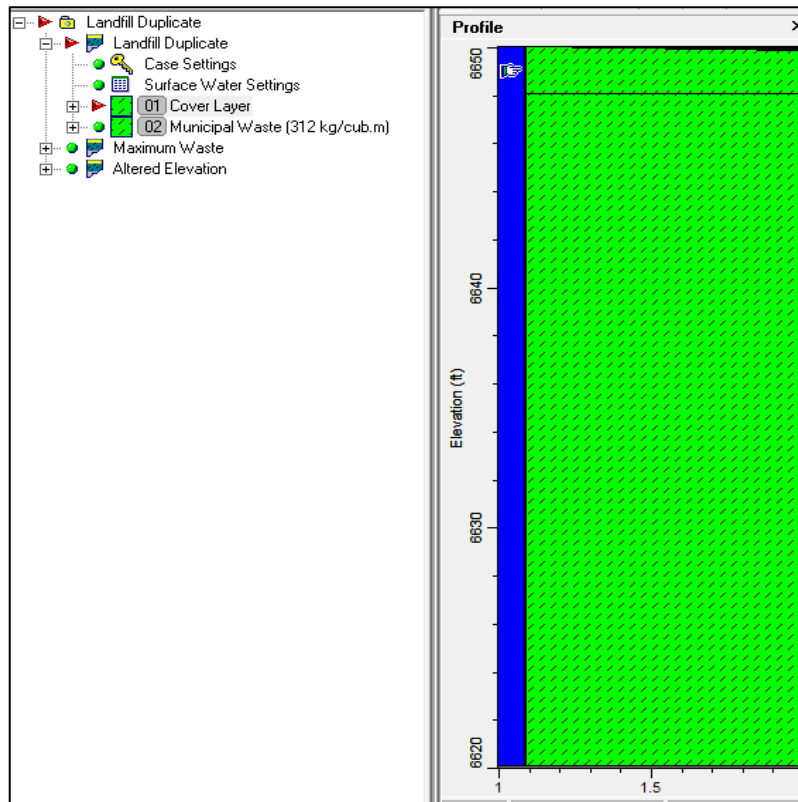 Landfill Duplicate
Landfill Duplicate
Case Settings
Surface Water Settings
01 Cover Layer
02 Municipal Waste (312 kg/cub.m)
Maximum Waste
Altered Elevation
Profile
Elevation (ft)
6650
6640
6630
6620
1
1.5